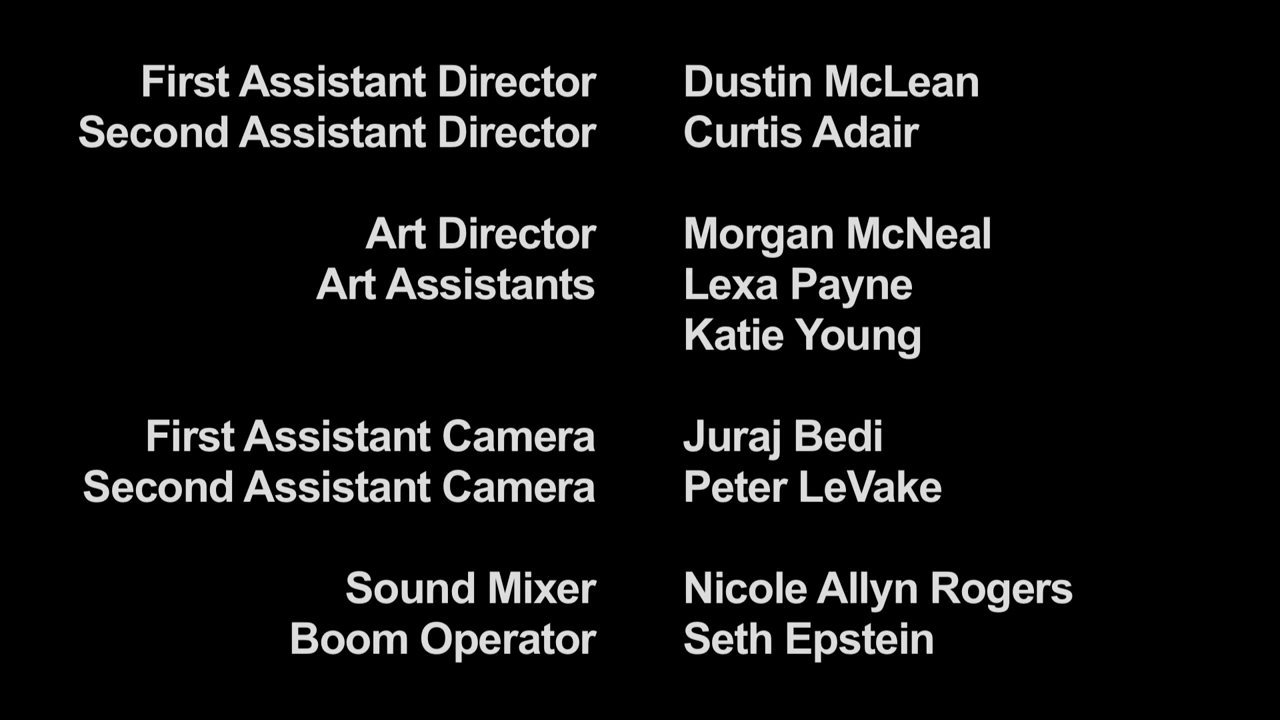 First Assistant Director Dustin McLean
Second Assistant Director Curtis Adair
Art Director Morgan McNeal
Art Assistants Lexa Payne
Katie Young
First Assistant Camera Juraj Bedi
Second Assistant Camera Peter LeVake
Sound Mixer Nicole Allyn Rogers
Boom Operator Seth Epstein